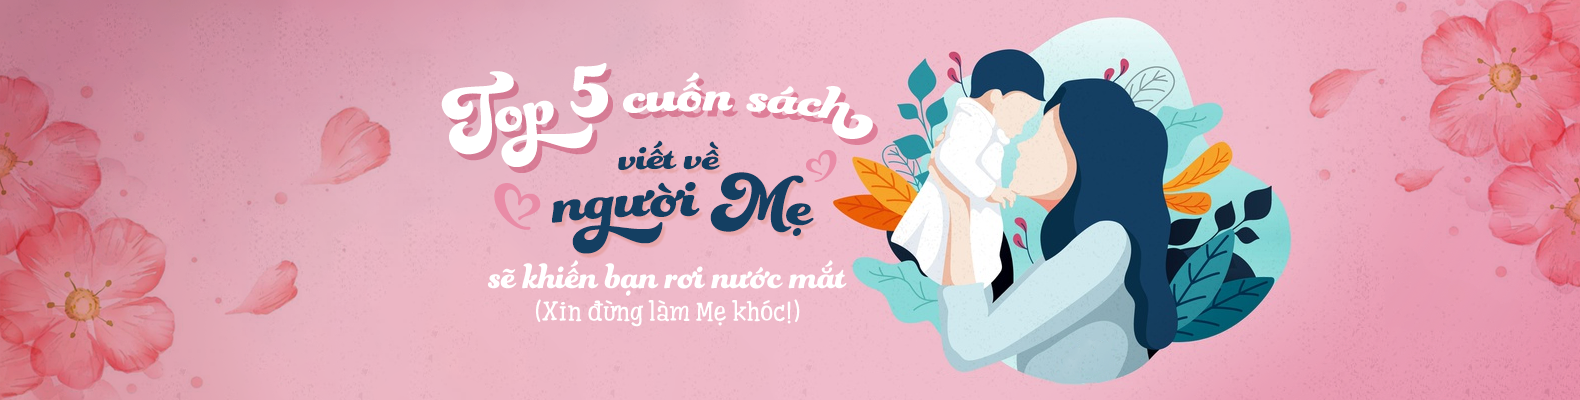 Top 5 cuốn sách
viết về
người Mẹ
sẽ khiến bạn rơi nước mắt
(Xin đừng làm Mẹ khóc!)